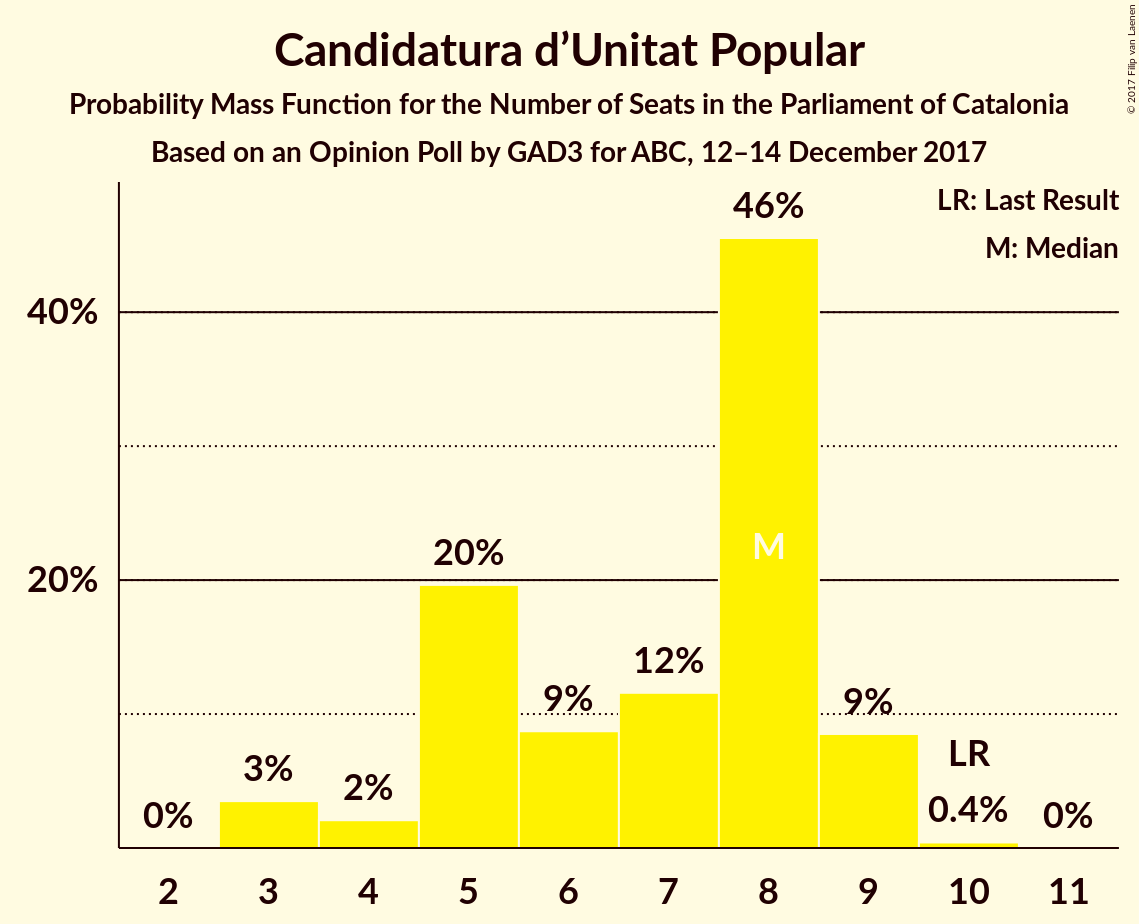 Candidatura d’Unitat Popular
Probability Mass Function for the Number of Seats in the Parliament of Catalonia
Based on an Opinion Poll by GAD3 for ABC, 12–14 December 2017
© 2017 Filip van Laenen
LR: Last Result
M: Median
40%
20%
0%
3%
2%
20%
9%
12%
46%
M
9%
LR
0.4%
0%
2 3 4 5 6 7 8 9 10 11